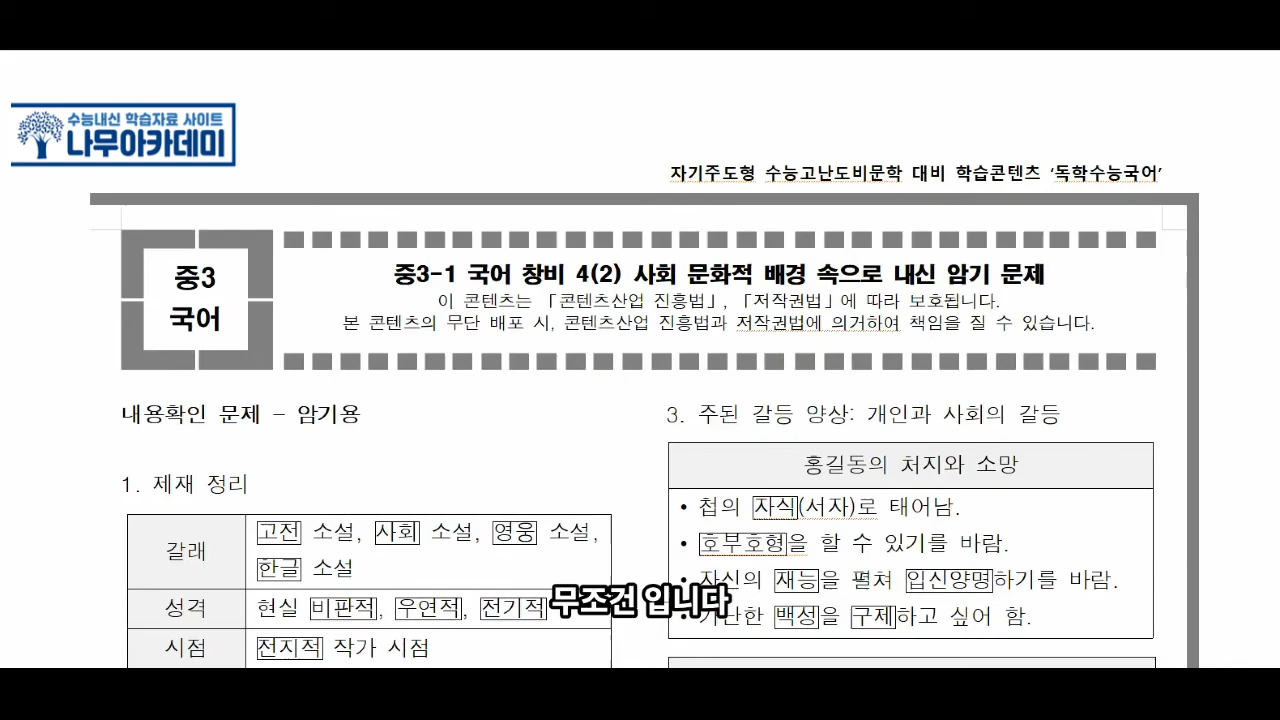 수능내신 학습자료 사이트
나무아카데미
자기주도형 수능고난도비문학 대비 학습콘텐츠 '독학수능국어'
중3
국어
중3-1 국어 창비 4(2) 사회 문화적 배경 속으로 내신 암기 문제
이 콘텐츠는 「콘텐츠산업 진흥법」, 「저작권법」에 따라 보호됩니다.
본 콘텐츠의 무단 배포 시, 콘텐츠산업 진흥법과 저작권법에 의거하여 책임을 질 수 있습니다.
내용확인 문제 - 암기용
1. 제재 정리
갈래
고전 소설, 사회 소설, 영웅 소설,
한글 소설
성격
현실 비판적, 우연적, 전기적
시점
전지적 작가 시점
3. 주된 갈등 양상: 개인과 사회의 갈등
홍길동의 처지와 소망
• 첩의 자식(서자)로 태어남.
• 호부호형을 할 수 있기를 바람.
• 자신의 재능을 펼쳐 입신양명하기를 바람.
백성을 구제하고 싶어 함.
무조건 입니다